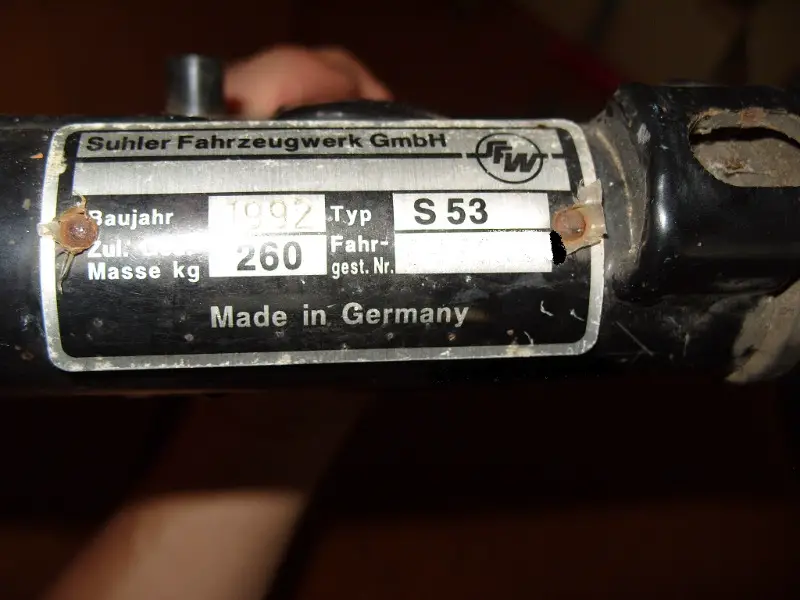 Suhler Fahrzeugwerk GmbH SFW
Baujahr 1992 Typ S 53
Zul. Masse kg 260 Fahr-gest. Nr.
Made in Germany